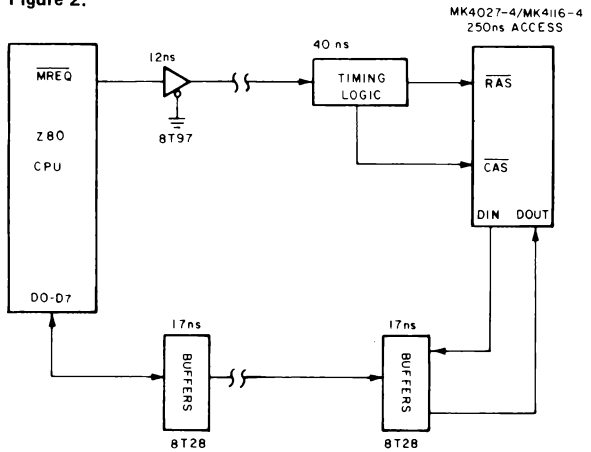 Figure 2.
MK4027-4/MK4116-4
250ns ACCESS
12ns
40 ns
MREQ
TIMING
LOGIC
RAS
Z80
CPU
8T97
CAS
DIN DOUT
D0-D7
17ns
17ns
BUFFERS
BUFFERS
8T28
8T28